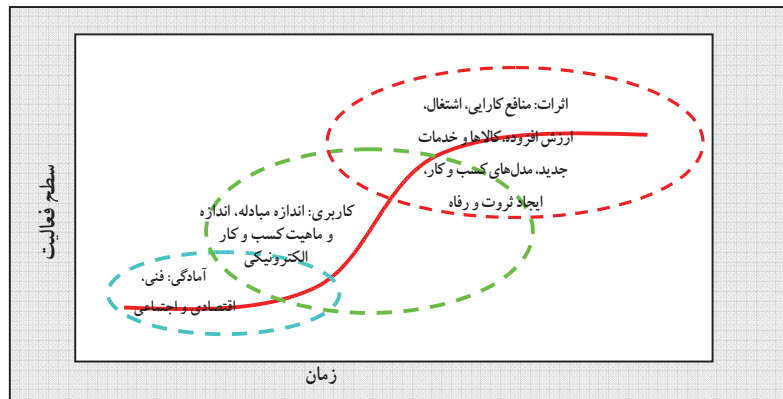 اثرات: منافع کارایی، اشتغال،
ارزش افزوده، کالاها و خدمات
جدید، مدل‌های کسب و کار،
ایجاد ثروت و رفاه
کاربری: اندازه مبادله، اندازه
و ماهیت کسب و کار
الکترونیکی
آمادگی: فنی،
اقتصادی و اجتماعی
سطح فعالیت
زمان